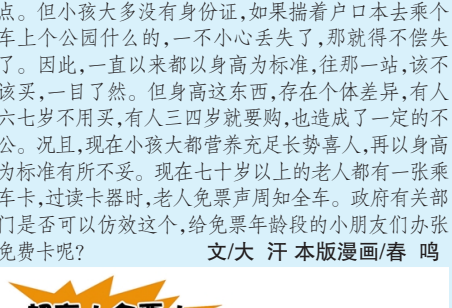 点。但小孩大多没有身份证,如果揣着户口本去乘个
车上个公园什么的,一不小心丢失了,那就得不偿失
了。因此,一直以来都以身高为标准,往那一站,该不
该买,一目了然。但身高这东西,存在个体差异,有人
六七岁不用买,有人三四岁就要购,也造成了一定的不
公。况且,现在小孩大都营养充足长势喜人,再以身高
为标准有所不妥。现在七十岁以上的老人都有一张乘
车卡,过读卡器时,老人免票声周知全车。政府有关部
门是否可以仿效这个,给免票年龄段的小朋友们办张
免费卡呢? 文/大 汗 本版漫画/春 鸣